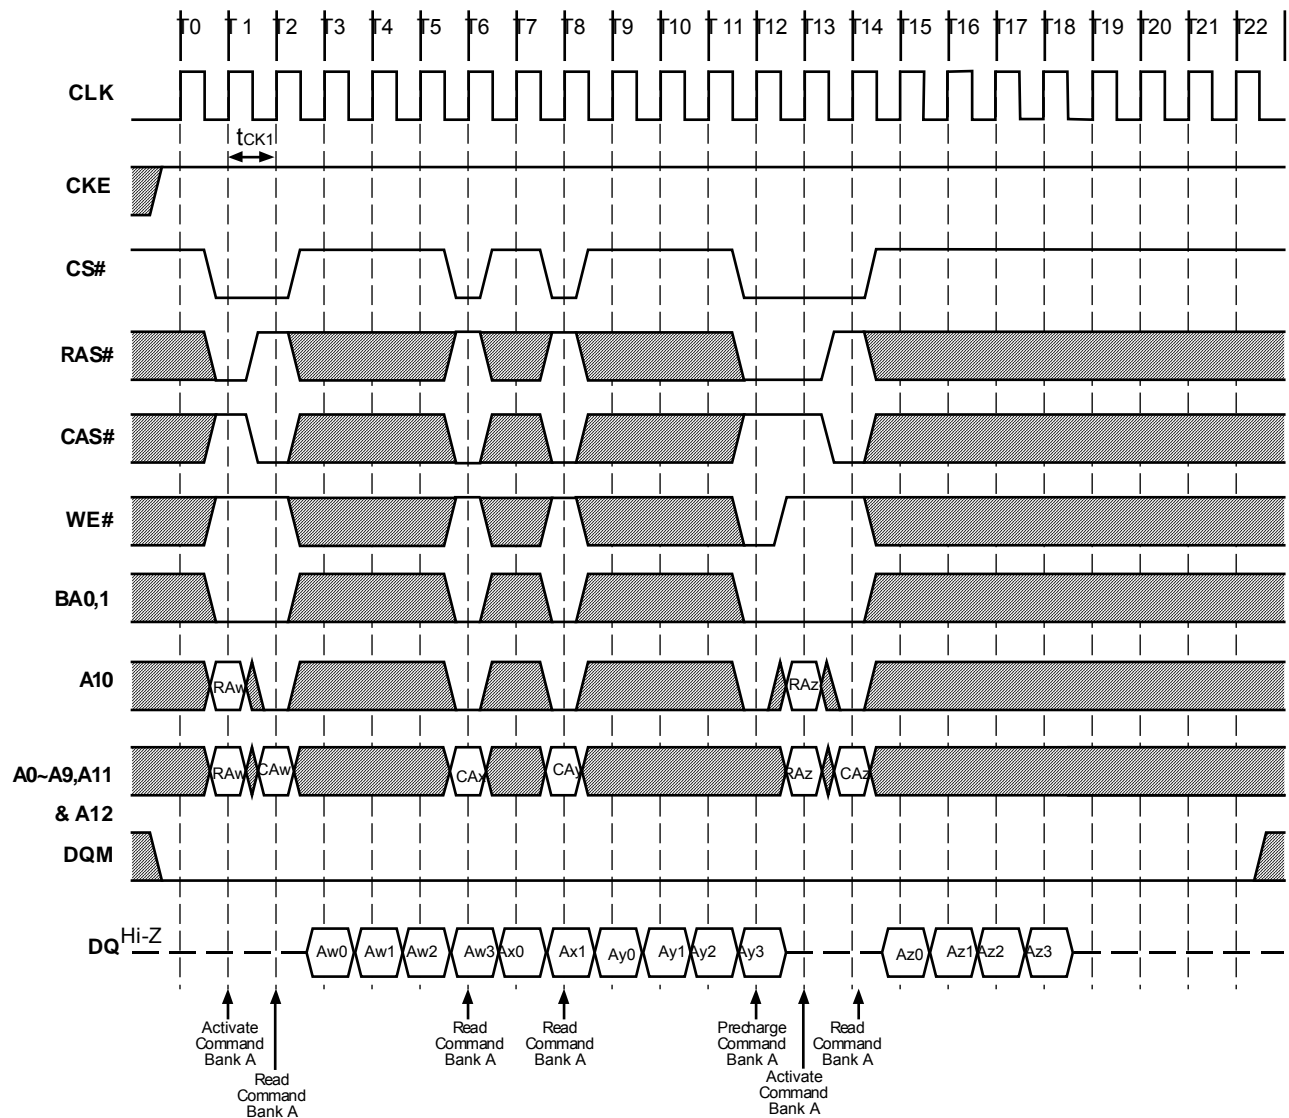 T0 T 1 T2 T3 T4 T5 T6 T7 T8 T9 T10 T 11 T12 T13 T14 T15 T16 T17 T18 T19 T20 T21 T22
CLK
tCK1
CKE
CS#
RAS#
CAS#
WE#
BA0,1
A10
RAw RAz
A0~A9,A11
RAw CAw CAx CAy RAz CAz
& A12
DQM
DQ Hi-Z
Aw0 Aw1 Aw2 Aw3 Ax0 Ax1 Ay0 Ay1 Ay2 Ay3 Az0 Az1 Az2 Az3
Activate
Command
Bank A
Read
Command
Bank A
Read
Command
Bank A
Read
Command
Bank A
Precharge
Command
Bank A
Activate
Command
Bank A
Read
Command
Bank A